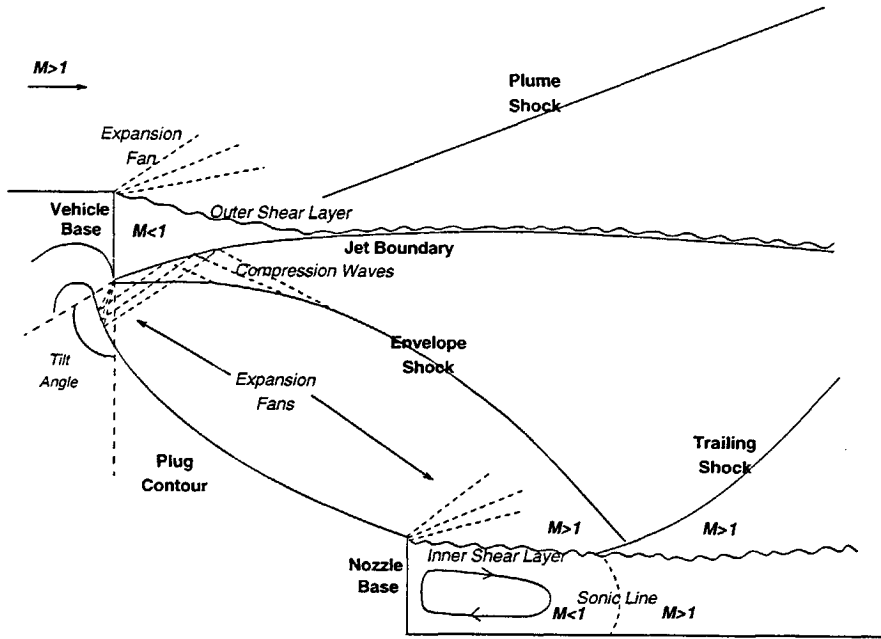 M>1
Plume
Shock
Expansion
Fan
Vehicle
Base
M<1
Outer Shear Layer
Jet Boundary
Compression Waves
Envelope
Shock
Tilt
Angle
Expansion
Fans
Plug
Contour
Trailing
Shock
M>1
M>1
Nozzle
Base
Inner Shear Layer
Sonic Line
M<1
M>1